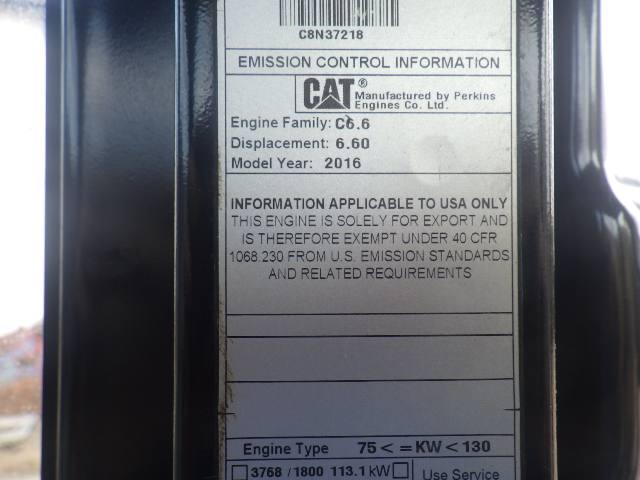 C8N37218
EMISSION CONTROL INFORMATION
CAT® Manufactured by Perkins
Engines Co. Ltd.
Engine Family: C6.6
Displacement: 6.60
Model Year: 2016
INFORMATION APPLICABLE TO USA ONLY
THIS ENGINE IS SOLELY FOR EXPORT AND
IS THEREFORE EXEMPT UNDER 40 CFR
1068.230 FROM U.S. EMISSION STANDARDS
AND RELATED REQUIREMENTS
Engine Type 75 < = KW < 130
3768 / 1800 113.1 kW Use Service